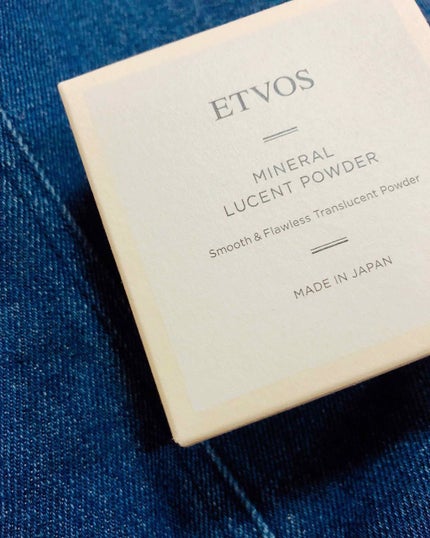 ETVOS
MINERAL
LUCENT POWDER
Smooth & Flawless Translucent Powder
MADE IN JAPAN